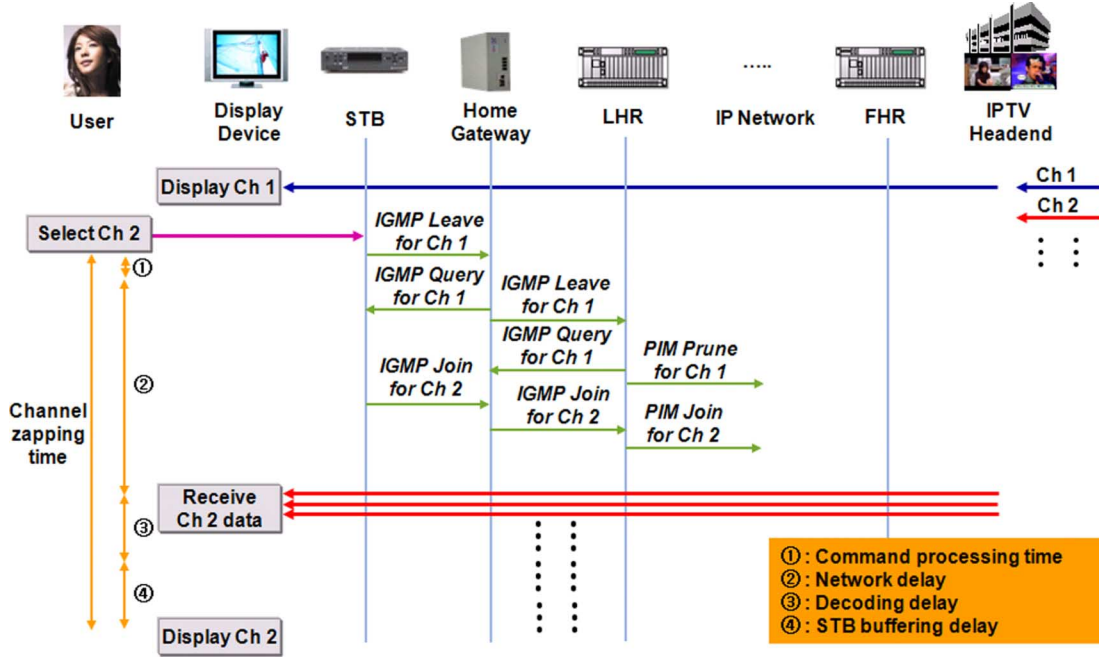 User
Display
Device
STB
Home
Gateway
LHR
.....
IP Network
FHR
IPTV
Headend
Display Ch 1
Ch 1
Ch 2
Select Ch 2
IGMP Leave
for Ch 1
①
IGMP Query
for Ch 1
IGMP Leave
for Ch 1
IGMP Query
for Ch 1
PIM Prune
for Ch 1
②
IGMP Join
for Ch 2
IGMP Join
for Ch 2
PIM Join
for Ch 2
Channel
zapping
time
Receive
Ch 2 data
③
④
Display Ch 2
① : Command processing time
② : Network delay
③ : Decoding delay
④ : STB buffering delay